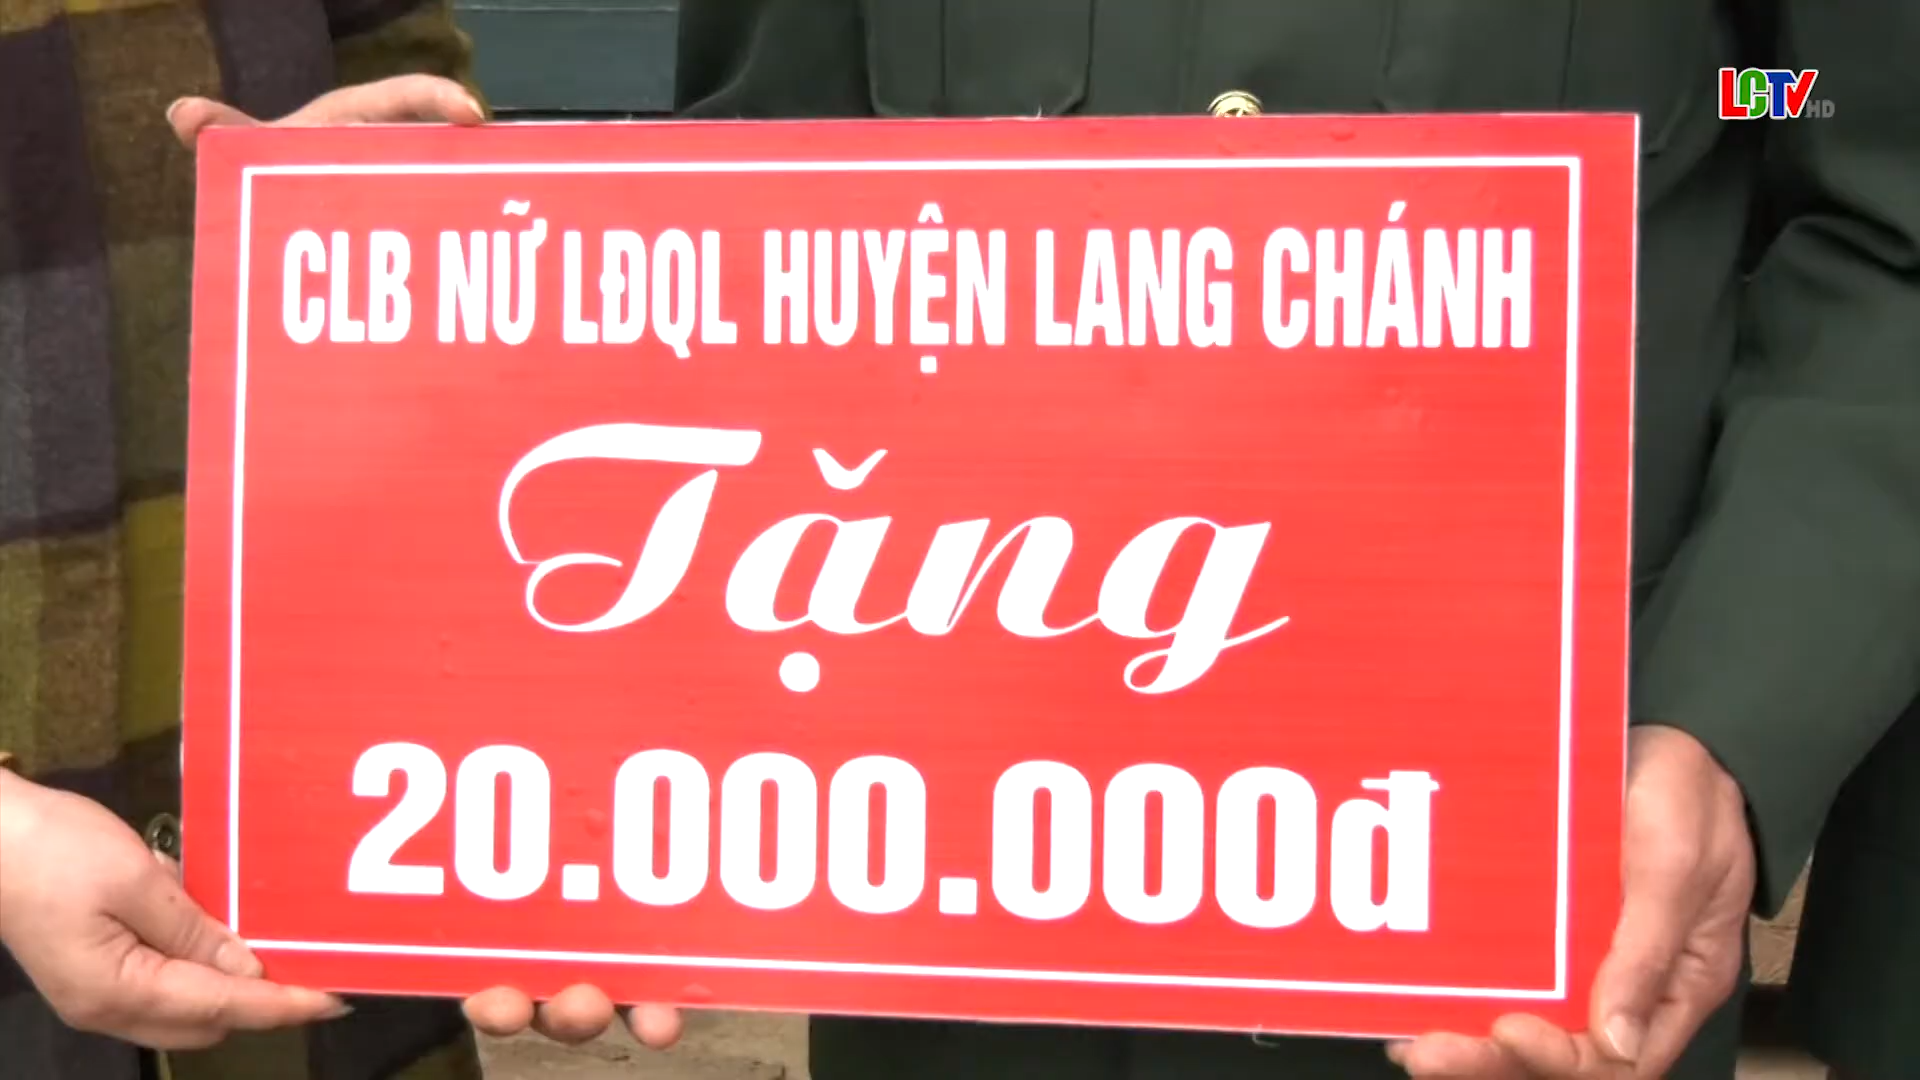 LCTV HD
CLB NỮ LĐQL HUYỆN LANG CHÁNH
Tặng
20.000.000đ